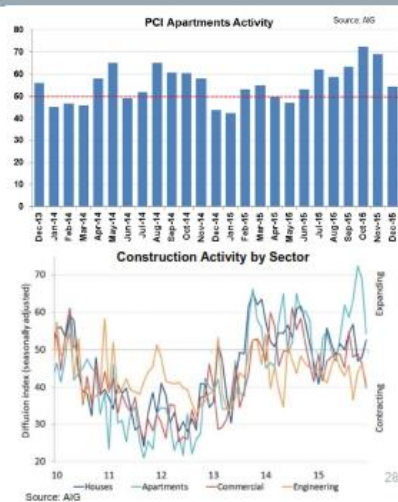 PCI Apartments Activity
Source: AIG
80
70
60
50
40
30
20
10
0
Dec-13
Jan-14
Feb-14
Mar-14
Apr-14
May-14
Jun-14
Jul-14
Aug-14
Sep-14
Oct-14
Nov-14
Dec-14
Jan-15
Feb-15
Mar-15
Apr-15
May-15
Jun-15
Jul-15
Aug-15
Sep-15
Oct-15
Nov-15
Dec-15
Construction Activity by Sector
Diffusion index (seasonally adjusted)
70
60
50
40
30
20
Expanding
Contracting
10 11 12 13 14 15
Houses Apartments Commercial Engineering
28
Source: AIG